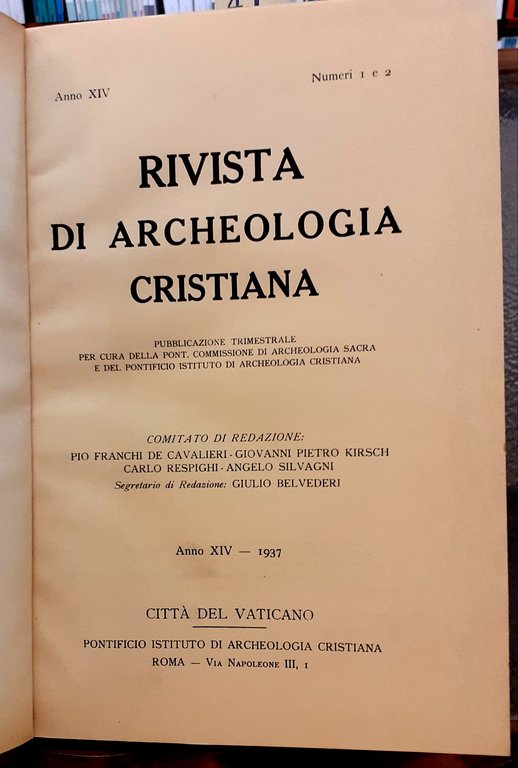 Anno XIV
Numeri 1 e 2
RIVISTA
DI ARCHEOLOGIA
CRISTIANA
PUBBLICAZIONE TRIMESTRALE
PER CURA DELLA PONT. COMMISSIONE DI ARCHEOLOGIA SACRA
E DEL PONTIFICIO ISTITUTO DI ARCHEOLOGIA CRISTIANA
COMITATO DI REDAZIONE:
PIO FRANCHI DE CAVALIERI - GIOVANNI PIETRO KIRSCH
CARLO RESPIGHI - ANGELO SILVAGNI
Segretario di Redazione: GIULIO BELVEDERI
Anno XIV — 1937
CITTÀ DEL VATICANO
PONTIFICIO ISTITUTO DI ARCHEOLOGIA CRISTIANA
ROMA — VIA NAPOLEONE III, 1